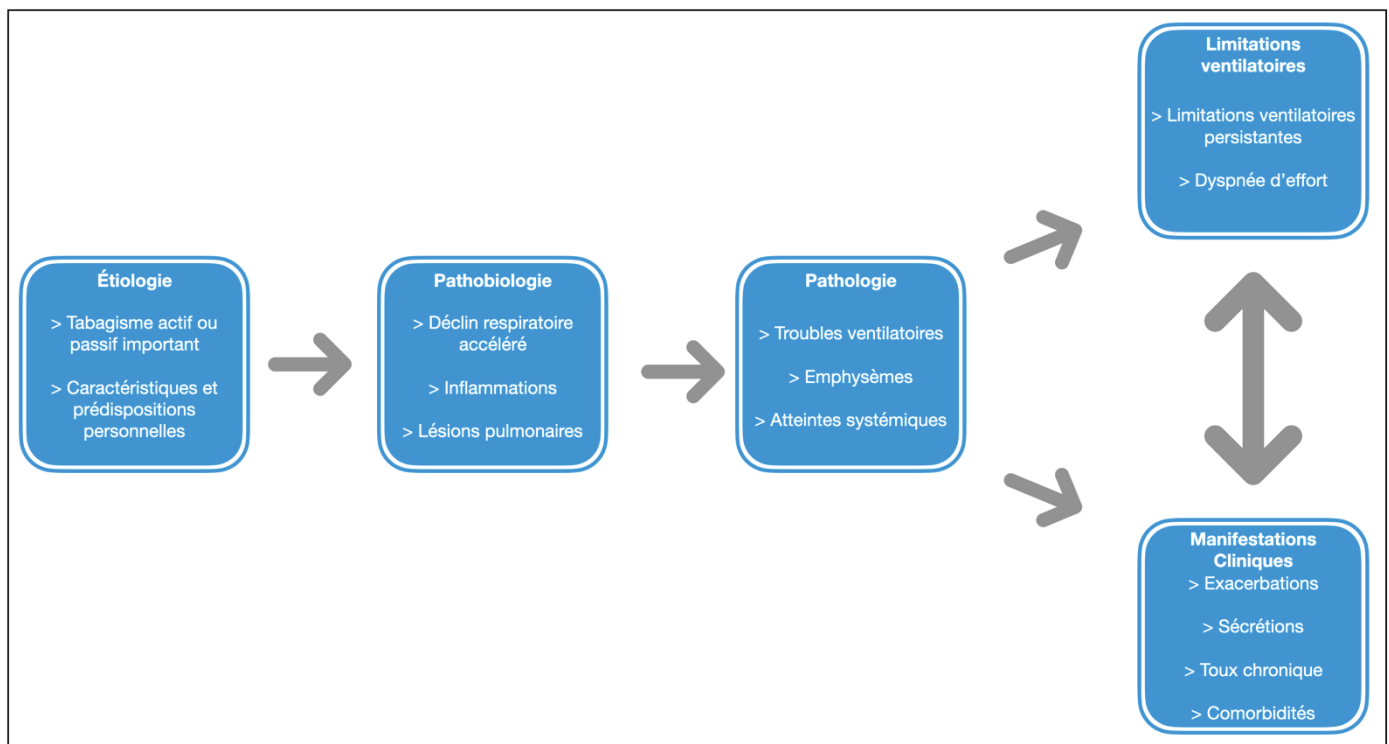 Étiologie
> Tabagisme actif ou
passif important
> Caractéristiques et
prédispositions
personnelles
Pathobiologie
> Déclin respiratoire
accéléré
> Inflammations
> Lésions pulmonaires
Pathologie
> Troubles ventilatoires
> Emphysèmes
> Atteintes systémiques
Limitations
ventilatoires
> Limitations ventilatoires
persistantes
> Dyspnée d’effort
Manifestations
Cliniques
> Exacerbations
> Sécrétions
> Toux chronique
> Comorbidités